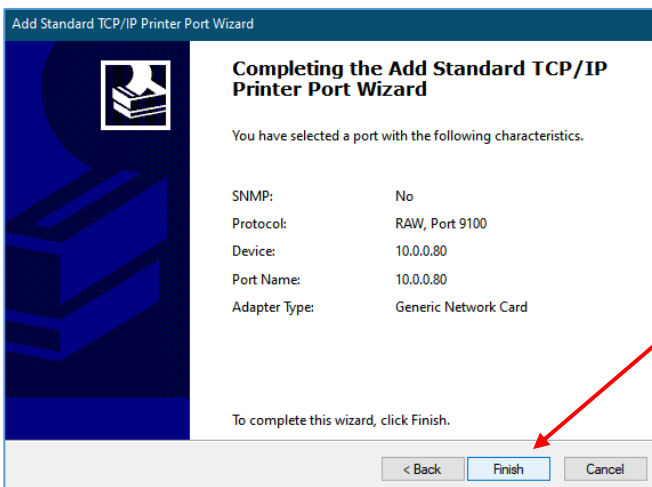 Add Standard TCP/IP Printer Port Wizard
Completing the Add Standard TCP/IP
Printer Port Wizard
You have selected a port with the following characteristics.
SNMP: No
Protocol: RAW, Port 9100
Device: 10.0.0.80
Port Name: 10.0.0.80
Adapter Type: Generic Network Card
To complete this wizard, click Finish.
< Back Finish Cancel